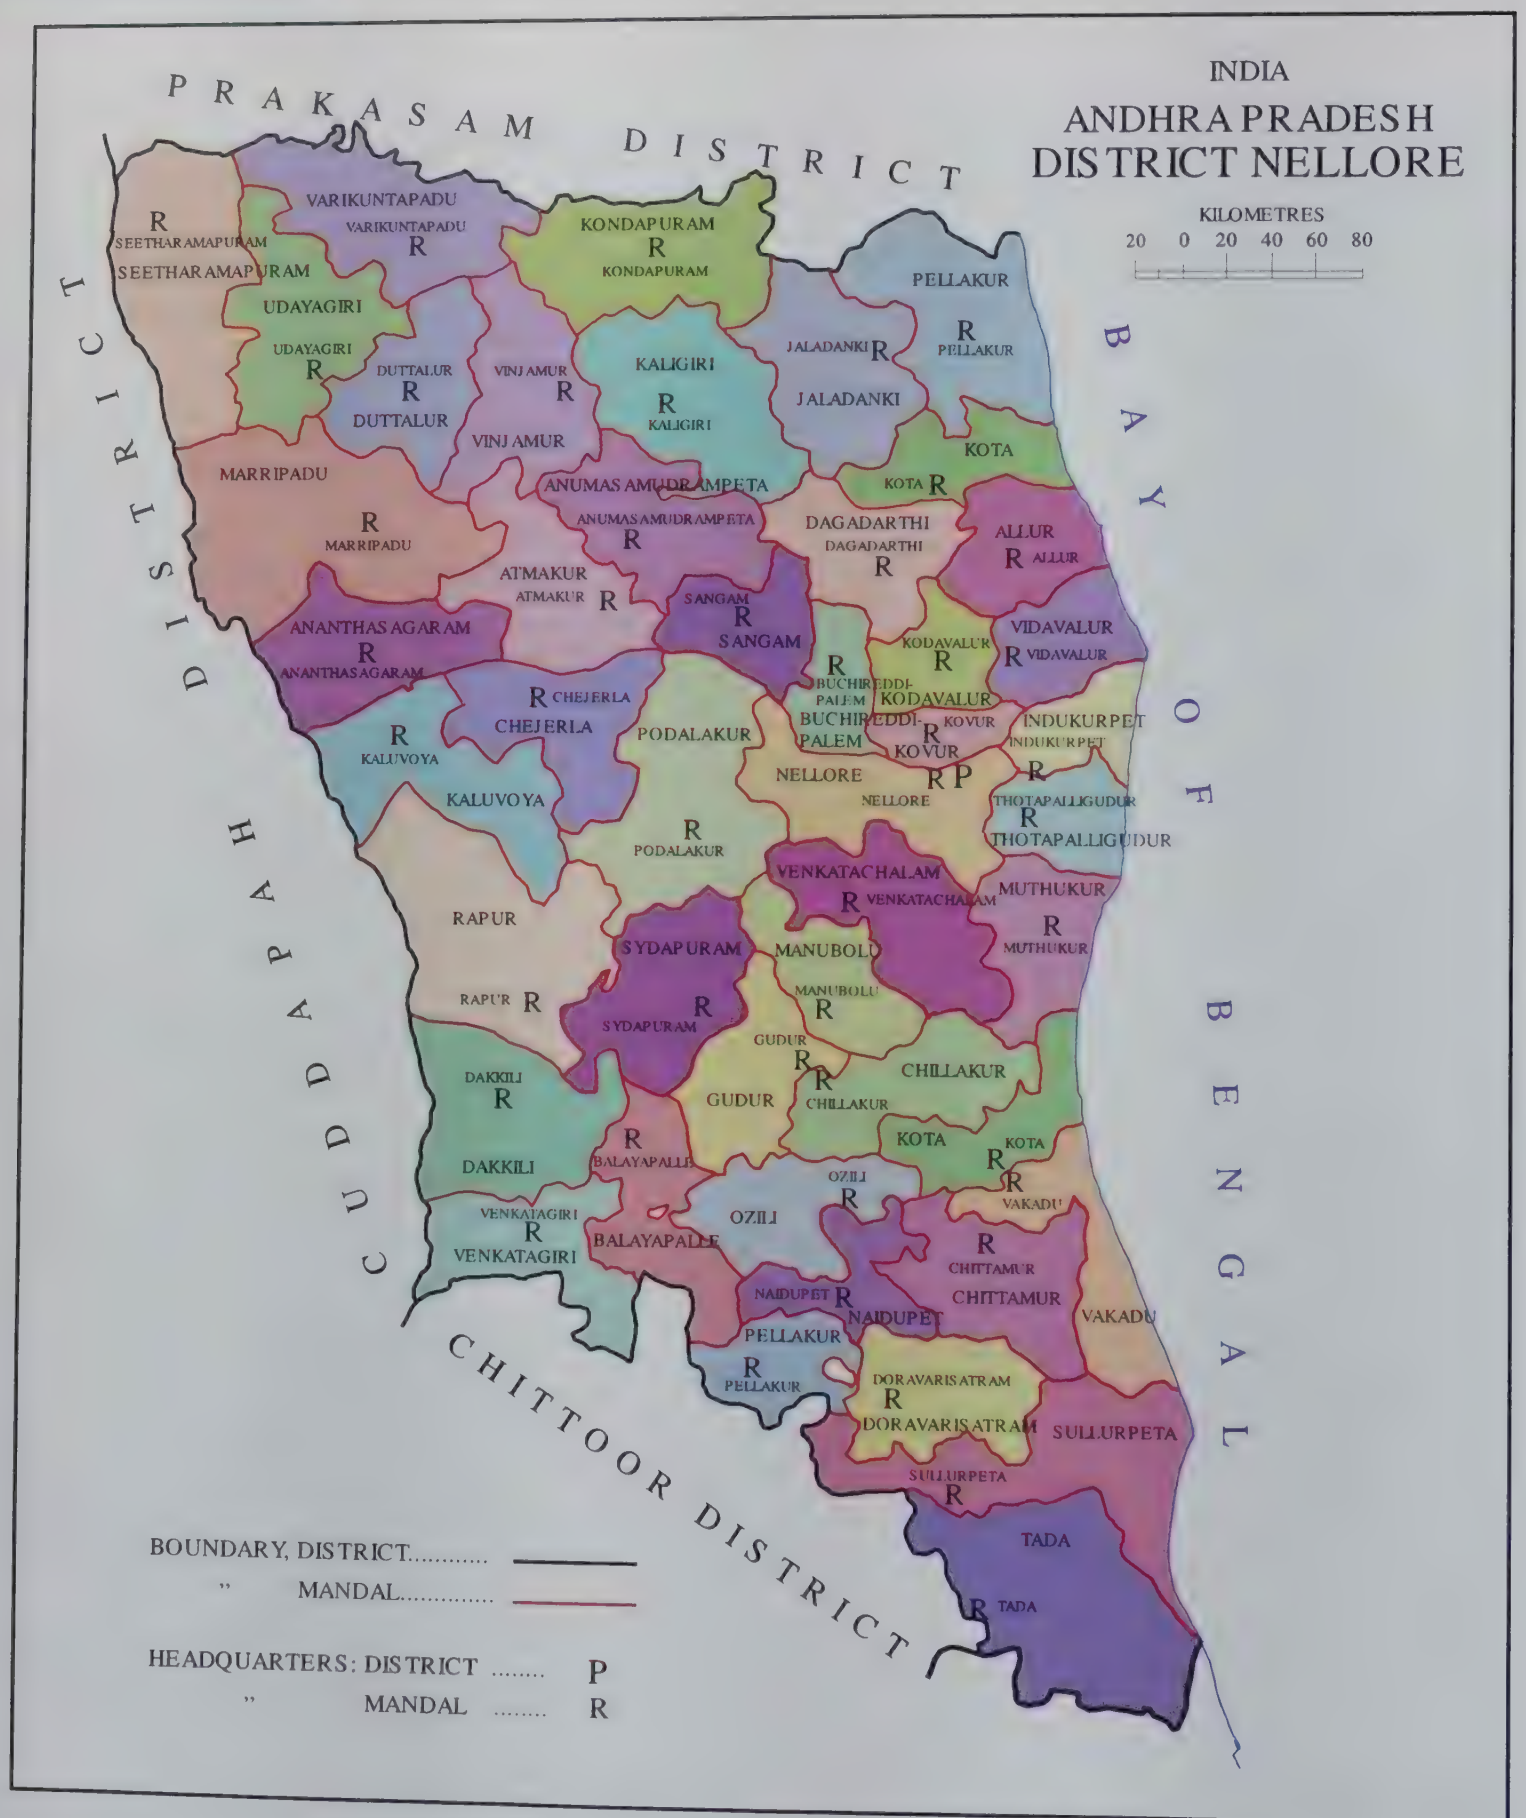 INDIA
ANDHRA PRADESH
DISTRICT NELLORE
KILOMETRES
20 0 20 40 60 80
PRAKASAM DISTRICT
CUDDAPAH DISTRICT
BAY OF BENGAL
CHITTOOR DISTRICT
VARIKUNTAPADU
VARIKUNTAPADU
R
R
SEETHARAMAPURAM
SEETHARAMAPURAM
KONDAPURAM
R
KONDAPURAM
PELLAKUR
R
PELLAKUR
UDAYAGIRI
UDAYAGIRI
R
DUTTALUR
R
DUTTALUR
VINJAMUR
R
VINJAMUR
KALIGIRI
R
KALIGIRI
JALADANKI R
JALADANKI
KOTA
KOTA R
MARRIPADU
R
MARRIPADU
ANUMASAMUDRAMPETA
ANUMASAMUDRAMPETA
R
DAGADARTHI
DAGADARTHI
R
ALLUR
R ALLUR
ATMAKUR
ATMAKUR R
SANGAM
R
SANGAM
ANANTHASAGARAM
R
ANANTHASAGARAM
KODAVALUR
R
KODAVALUR
VIDAVALUR
R VIDAVALUR
R
BUCHIREDDI-
PALEM
BUCHIREDDI-
PALEM
R CHEJERLA
CHEJERLA
KOVUR
R
KOVUR
INDUKURPET
INDUKURPET
R
R
KALUVOYA
KALUVOYA
PODALAKUR
R
PODALAKUR
NELLORE
R P
NELLORE
THOTAPALLIGUDUR
R
THOTAPALLIGUDUR
VENKATACHALAM
R VENKATACHALAM
MUTHUKUR
R
MUTHUKUR
RAPUR
RAPUR R
SYDAPURAM
R
SYDAPURAM
MANUBOLU
MANUBOLU
R
GUDUR
R
GUDUR
CHILLAKUR
R
CHILLAKUR
DAKKILI
R
DAKKILI
R
BALAYAPALLE
BALAYAPALLE
KOTA
KOTA
R
R
VAKADU
VAKADU
OZILI
R
OZILI
VENKATAGIRI
R
VENKATAGIRI
R
CHITTAMUR
CHITTAMUR
NAIDUPET R
NAIDUPET
PELLAKUR
R
PELLAKUR
DORAVARISATRAM
R
DORAVARISATRAM
SULLURPETA
SULLURPETA
R
TADA
R TADA
BOUNDARY, DISTRICT............
" MANDAL..............
HEADQUARTERS: DISTRICT ........ P
" MANDAL ........ R